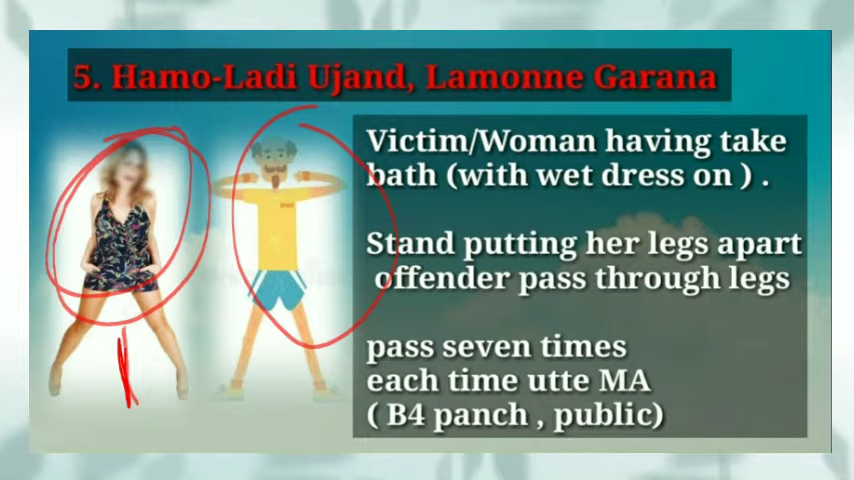 5. Hamo-Ladi Ujand, Lamonne Garana
Victim/Woman having take
bath (with wet dress on ) .
Stand putting her legs apart
offender pass through legs
pass seven times
each time utte MA
( B4 panch , public)